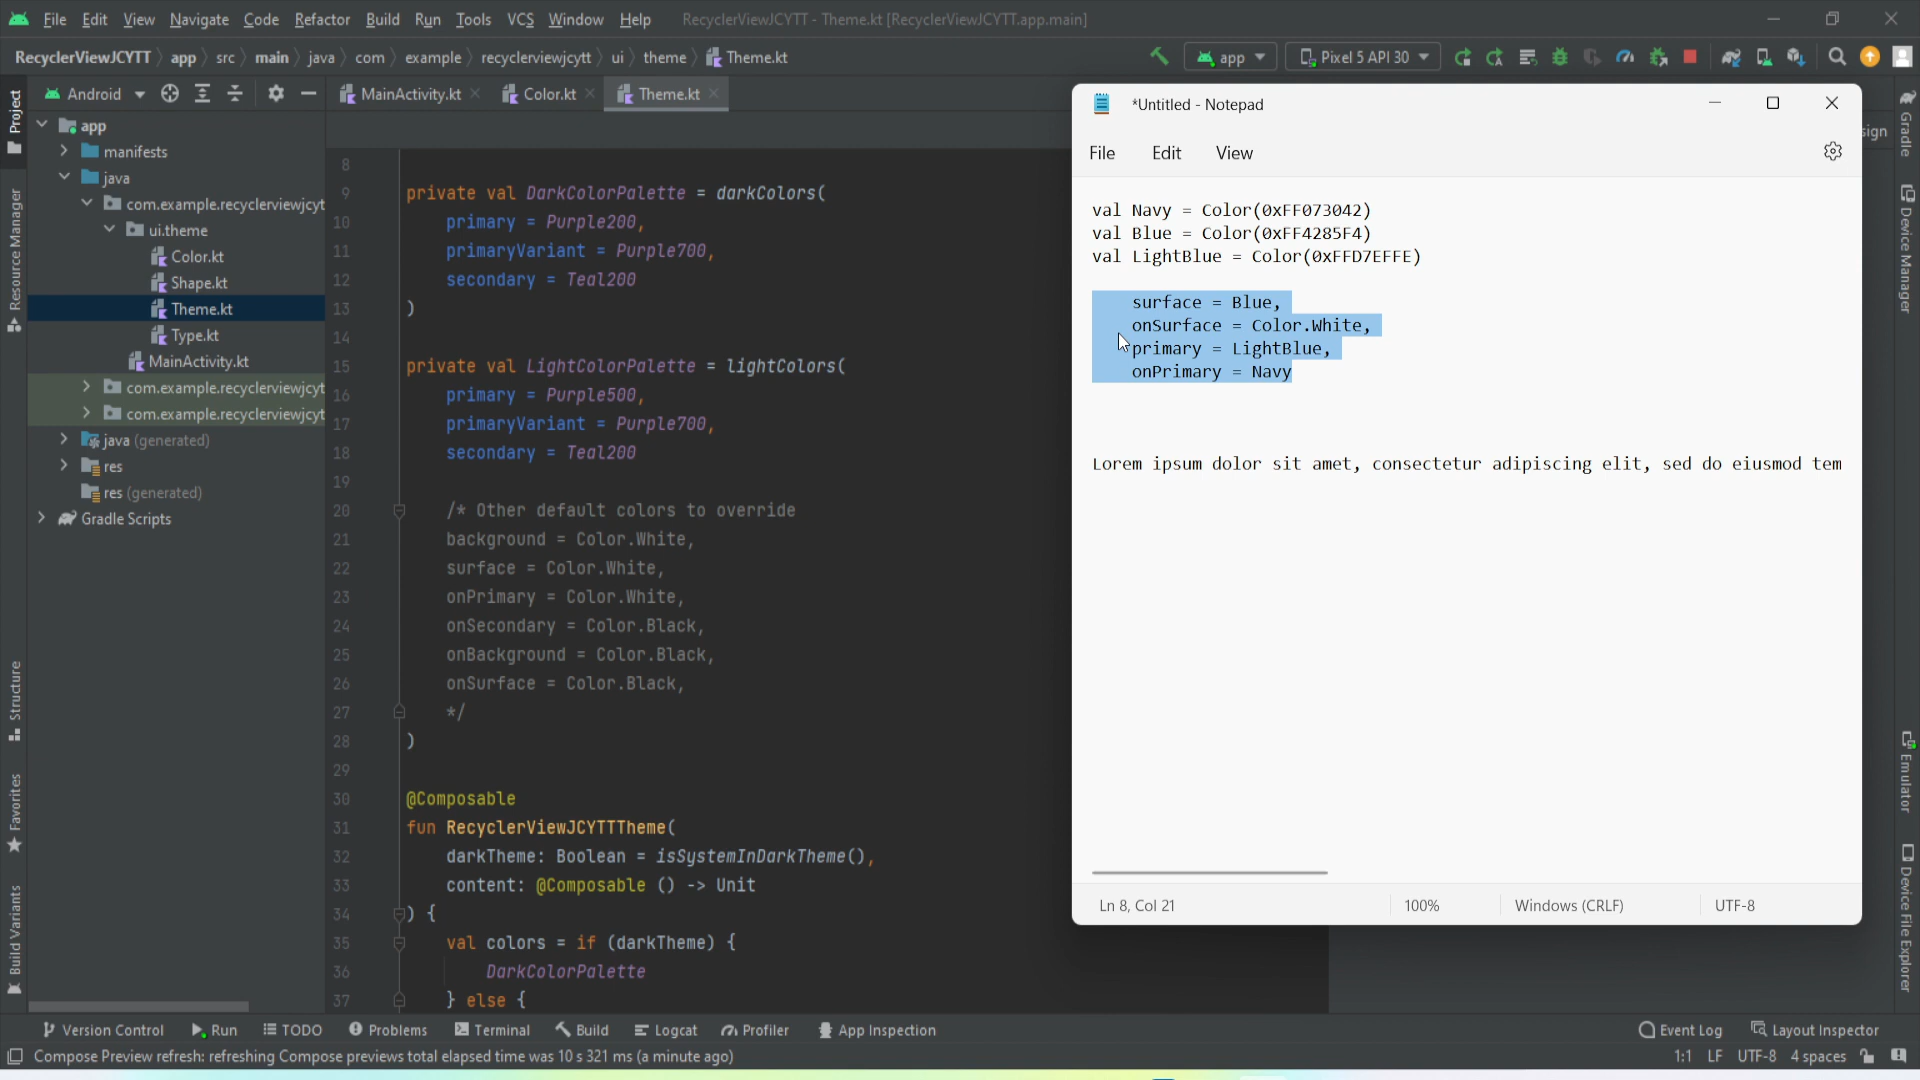 File Edit View Navigate Code Refactor Build Run Tools VCS Window Help RecyclerViewJCYTT - Theme.kt [RecyclerViewJCYTT.app.main]
RecyclerViewJCYTT app src main java com example recyclerviewjcytt ui theme Theme.kt app Pixel 5 API 30
Project
Resource Manager
Structure
Favorites
Build Variants
Android
app
manifests
java
com.example.recyclerviewjcyt
ui.theme
Color.kt
Shape.kt
Theme.kt
Type.kt
MainActivity.kt
com.example.recyclerviewjcyt
com.example.recyclerviewjcyt
java (generated)
res
res (generated)
Gradle Scripts
MainActivity.kt Color.kt Theme.kt
8
9 private val DarkColorPalette = darkColors(
10 primary = Purple200,
11 primaryVariant = Purple700,
12 secondary = Teal200
13 )
14
15 private val LightColorPalette = lightColors(
16 primary = Purple500,
17 primaryVariant = Purple700,
18 secondary = Teal200
19
20 /* Other default colors to override
21 background = Color.White,
22 surface = Color.White,
23 onPrimary = Color.White,
24 onSecondary = Color.Black,
25 onBackground = Color.Black,
26 onSurface = Color.Black,
27 */
28 )
29
30 @Composable
31 fun RecyclerViewJCYTTTheme(
32 darkTheme: Boolean = isSystemInDarkTheme(),
33 content: @Composable () -> Unit
34 ) {
35 val colors = if (darkTheme) {
36 DarkColorPalette
37 } else {
*Untitled - Notepad
File Edit View
val Navy = Color(0xFF073042)
val Blue = Color(0xFF4285F4)
val LightBlue = Color(0xFFD7EFFE)
surface = Blue,
onSurface = Color.White,
primary = LightBlue,
onPrimary = Navy
Lorem ipsum dolor sit amet, consectetur adipiscing elit, sed do eiusmod tem
Ln 8, Col 21 100% Windows (CRLF) UTF-8
sign
Gradle
Device Manager
Emulator
Device File Explorer
Version Control Run TODO Problems Terminal Build Logcat Profiler App Inspection Event Log Layout Inspector
Compose Preview refresh: refreshing Compose previews total elapsed time was 10 s 321 ms (a minute ago) 1:1 LF UTF-8 4 spaces